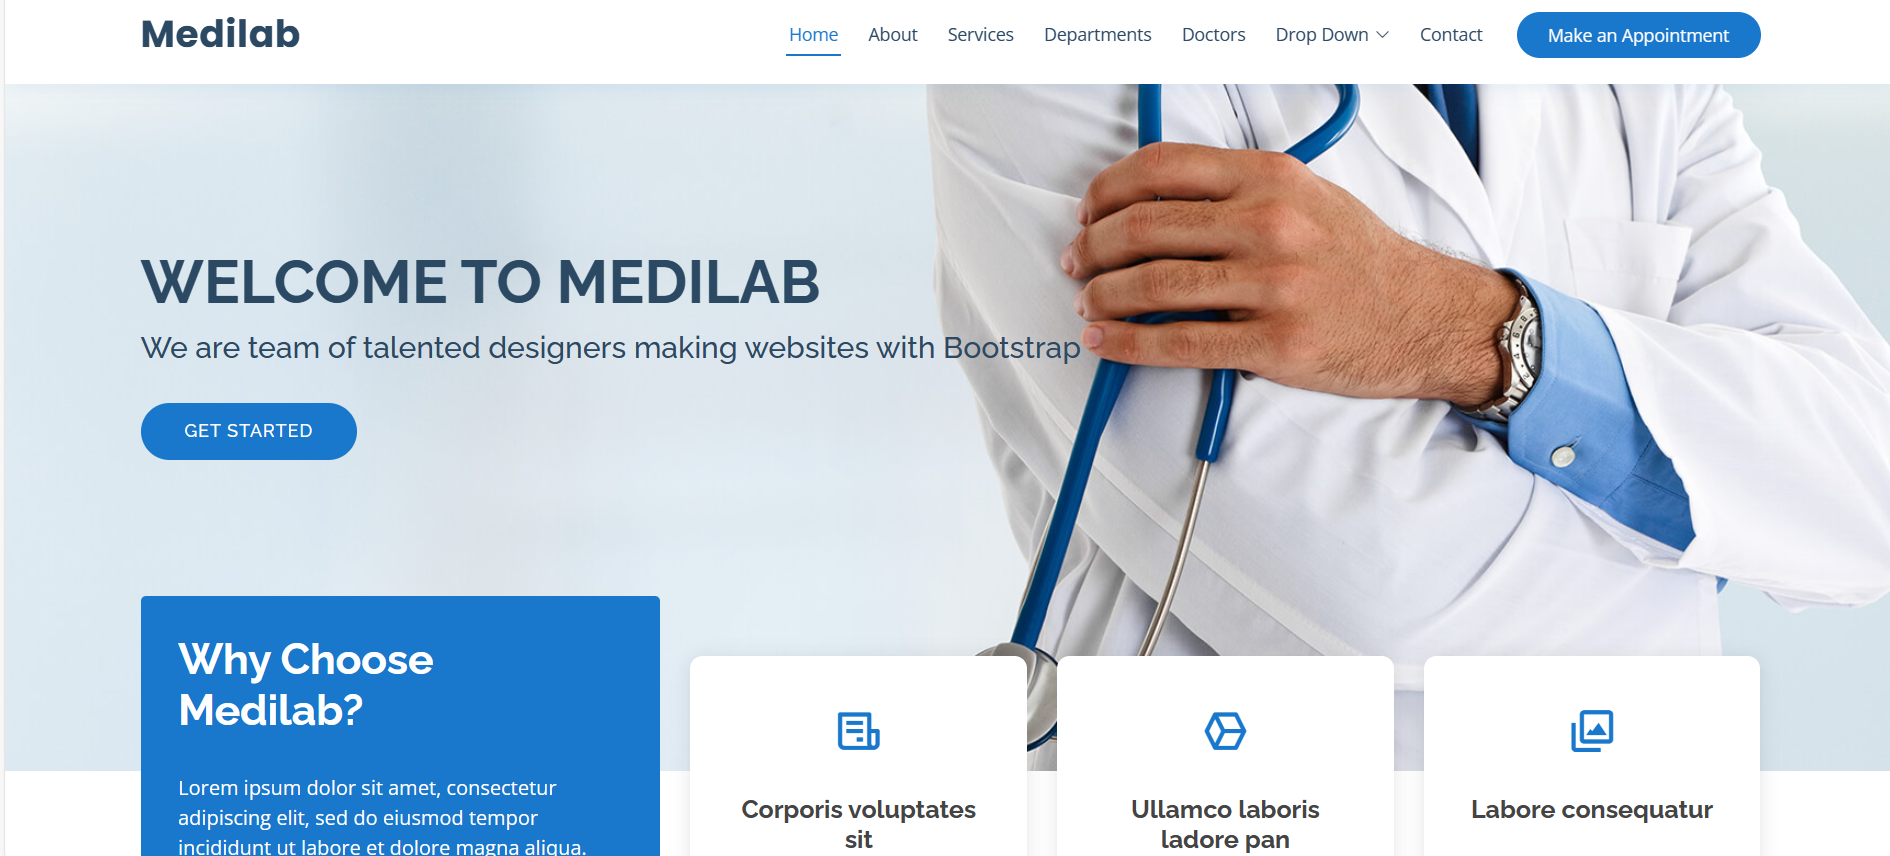 Medilab
Home About Services Departments Doctors Drop Down Contact Make an Appointment
WELCOME TO MEDILAB
We are team of talented designers making websites with Bootstrap
GET STARTED
Why Choose
Medilab?
Lorem ipsum dolor sit amet, consectetur
adipiscing elit, sed do eiusmod tempor
incididunt ut labore et dolore magna aliqua.
Corporis voluptates
sit
Ullamco laboris
ladore pan
Labore consequatur